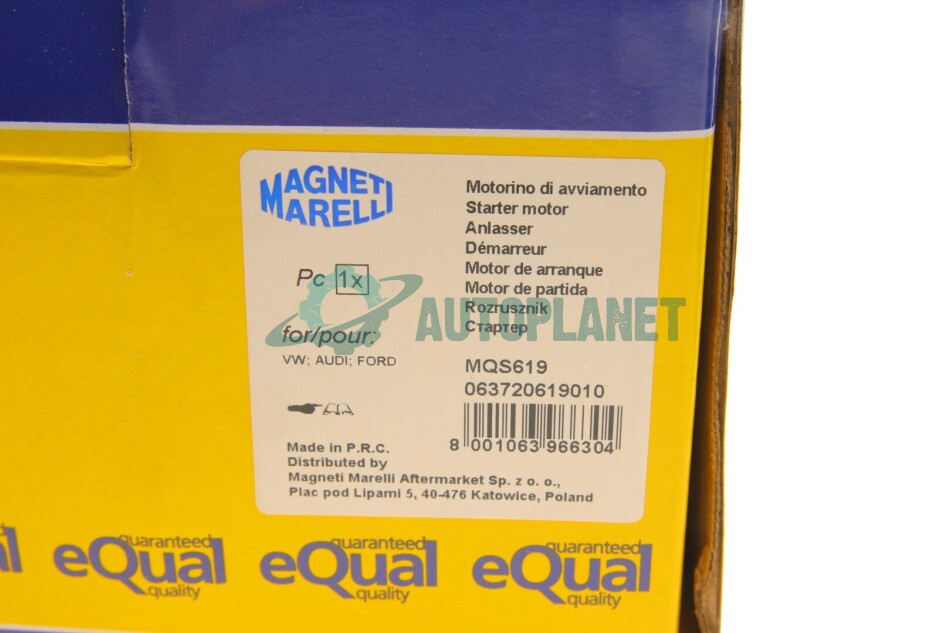 MAGNETI
MARELLI
Motorino di avviamento
Starter motor
Anlasser
Démarreur
Motor de arranque
Motor de partida
Rozrusznik
Стартер
Pc 1x
for/pour:
VW; AUDI; FORD
MQS619
063720619010
8 001063 966304
Made in P.R.C.
Distributed by
Magneti Marelli Aftermarket Sp. z o. o.,
Plac pod Lipami 5, 40-476 Katowice, Poland
AUTOPLANET
guaranteed
eQual
quality
guaranteed
eQual
quality
guaranteed
eQual
quality